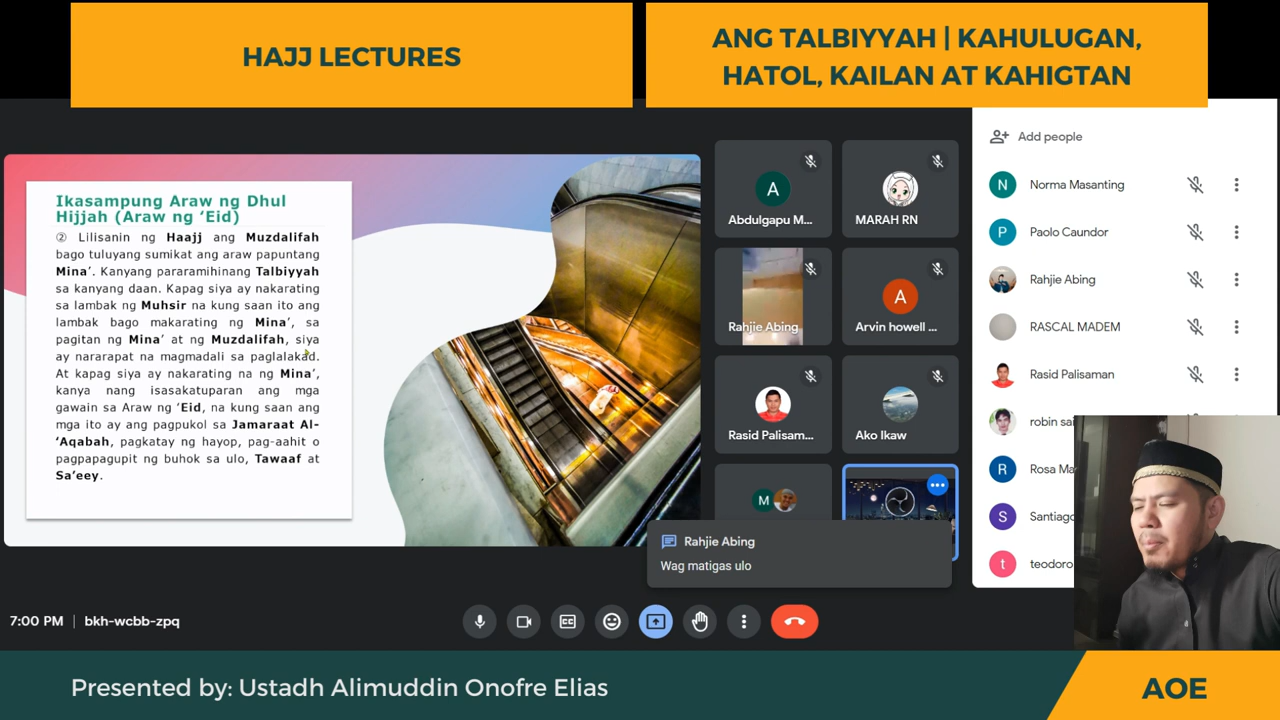 HAJJ LECTURES
ANG TALBIYYAH | KAHULUGAN,
HATOL, KAILAN AT KAHIGTAN
Ikasampung Araw ng Dhul
Hijjah (Araw ng ‘Eid)
② Lilisanin ng Haajj ang Muzdalifah
bago tuluyang sumikat ang araw papuntang
Mina’. Kanyang pararamihinang Talbiyyah
sa kanyang daan. Kapag siya ay nakarating
sa lambak ng Muhsir na kung saan ito ang
lambak bago makarating ng Mina’, sa
pagitan ng Mina’ at ng Muzdalifah, siya
ay nararapat na magmadali sa paglalakad.
At kapag siya ay nakarating na ng Mina’,
kanya nang isasakatuparan ang mga
gawain sa Araw ng ‘Eid, na kung saan ang
mga ito ay ang pagpukol sa Jamaraat Al-
‘Aqabah, pagkatay ng hayop, pag-aahit o
pagpapagupit ng buhok sa ulo, Tawaaf at
Sa’eey.
A
Abdulgapu M...
MARAH RN
Rahjie Abing
A
Arvin howell ...
Rasid Palisam...
Ako Ikaw
M
Rahjie Abing
Wag matigas ulo
Add people
N Norma Masanting
P Paolo Caundor
Rahjie Abing
RASCAL MADEM
Rasid Palisaman
robin sai
R Rosa Ma
S Santiago
t teodoro
7:00 PM | bkh-wcbb-zpq
Presented by: Ustadh Alimuddin Onofre Elias
AOE